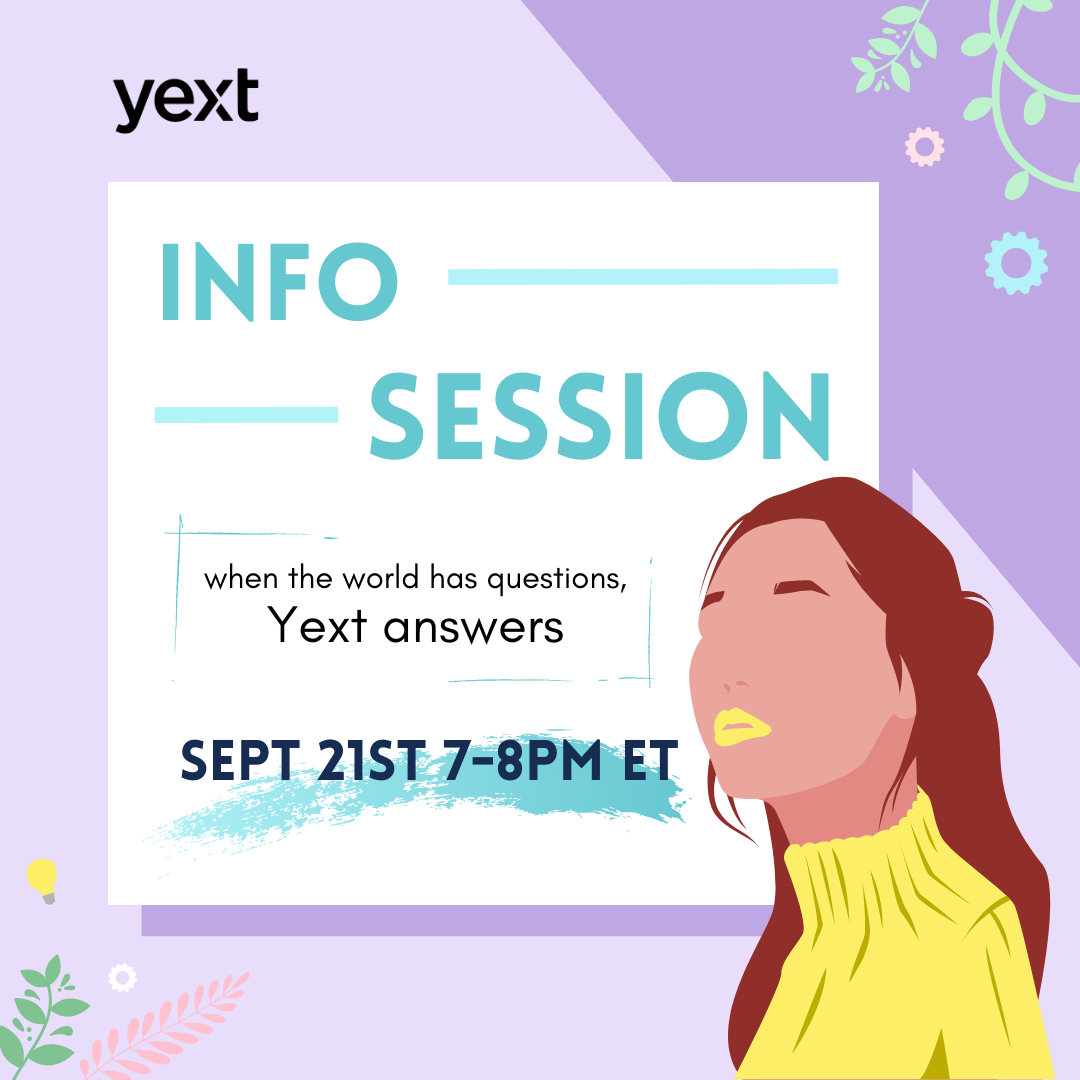 yext
INFO
SESSION
when the world has questions,
Yext answers
SEPT 21ST 7-8PM ET